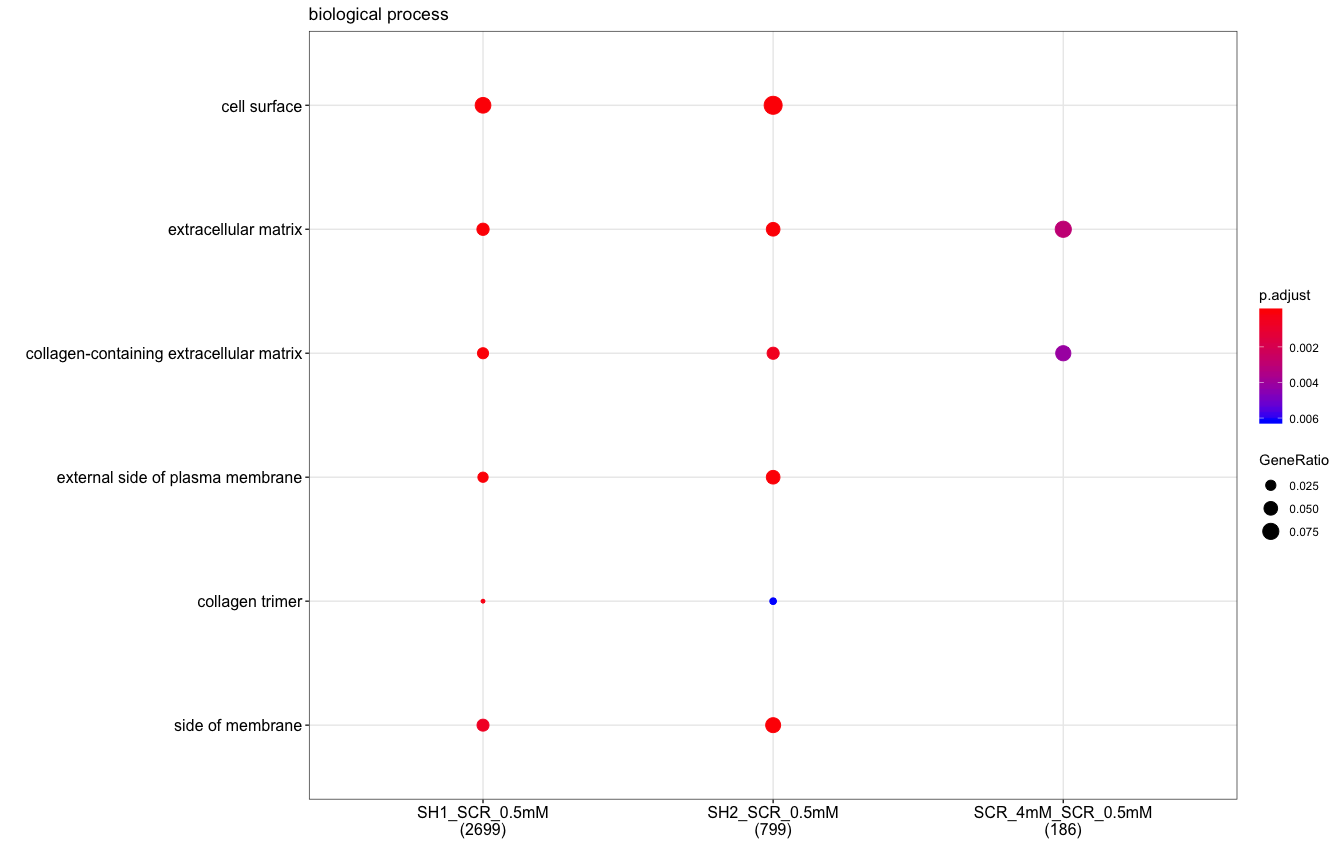 biological process
cell surface
extracellular matrix
collagen-containing extracellular matrix
external side of plasma membrane
collagen trimer
side of membrane
SH1_SCR_0.5mM
(2699)
SH2_SCR_0.5mM
(799)
SCR_4mM_SCR_0.5mM
(186)
p.adjust
0.002
0.004
0.006
GeneRatio
0.025
0.050
0.075